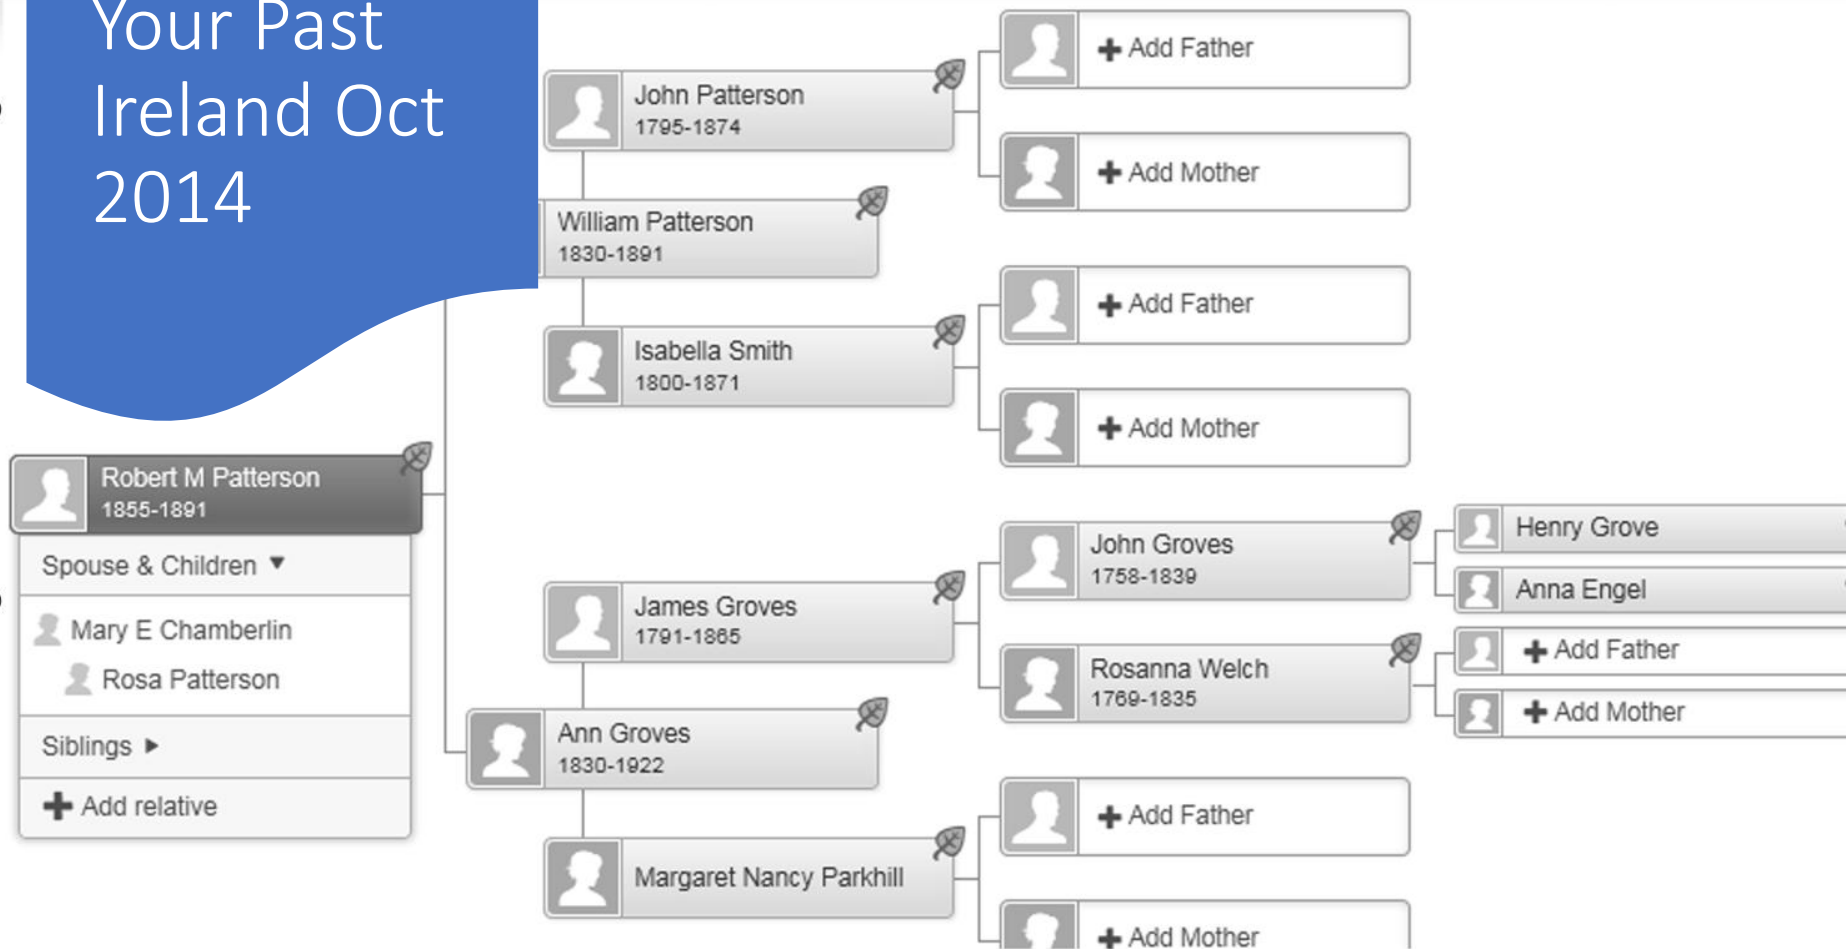 Your Past
Ireland Oct
2014
John Patterson
1795-1874
William Patterson
1830-1891
Isabella Smith
1800-1871
Robert M Patterson
1855-1891
Spouse & Children
Mary E Chamberlin
Rosa Patterson
Siblings
Add relative
James Groves
1791-1865
Ann Groves
1830-1922
Margaret Nancy Parkhill
Add Father
Add Mother
Add Father
Add Mother
John Groves
1758-1839
Rosanna Welch
1769-1835
Add Father
Add Mother
Henry Grove
Anna Engel
Add Father
Add Mother